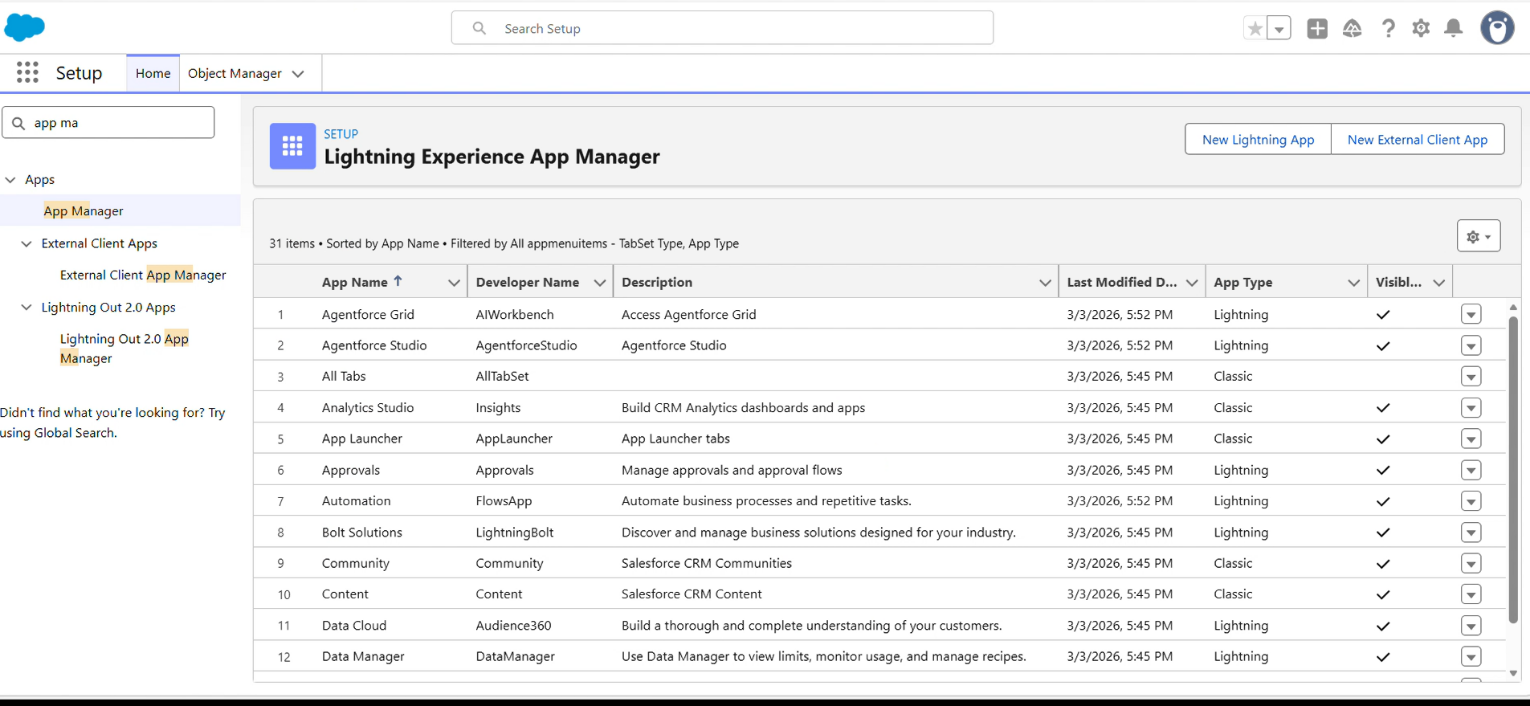 Search Setup
Setup
Home
Object Manager
app ma
Apps
App Manager
External Client Apps
External Client App Manager
Lightning Out 2.0 Apps
Lightning Out 2.0 App
Manager
Didn't find what you're looking for? Try
using Global Search.
SETUP
Lightning Experience App Manager
New Lightning App
New External Client App
31 items • Sorted by App Name • Filtered by All appmenuitems - TabSet Type, App Type
App Name Developer Name Description Last Modified D... App Type Visibl...
1 Agentforce Grid AIWorkbench Access Agentforce Grid 3/3/2026, 5:52 PM Lightning
2 Agentforce Studio AgentforceStudio Agentforce Studio 3/3/2026, 5:52 PM Lightning
3 All Tabs AllTabSet 3/3/2026, 5:45 PM Classic
4 Analytics Studio Insights Build CRM Analytics dashboards and apps 3/3/2026, 5:45 PM Classic
5 App Launcher AppLauncher App Launcher tabs 3/3/2026, 5:45 PM Classic
6 Approvals Approvals Manage approvals and approval flows 3/3/2026, 5:45 PM Lightning
7 Automation FlowsApp Automate business processes and repetitive tasks. 3/3/2026, 5:52 PM Lightning
8 Bolt Solutions LightningBolt Discover and manage business solutions designed for your industry. 3/3/2026, 5:45 PM Lightning
9 Community Community Salesforce CRM Communities 3/3/2026, 5:45 PM Classic
10 Content Content Salesforce CRM Content 3/3/2026, 5:45 PM Classic
11 Data Cloud Audience360 Build a thorough and complete understanding of your customers. 3/3/2026, 5:45 PM Lightning
12 Data Manager DataManager Use Data Manager to view limits, monitor usage, and manage recipes. 3/3/2026, 5:45 PM Lightning